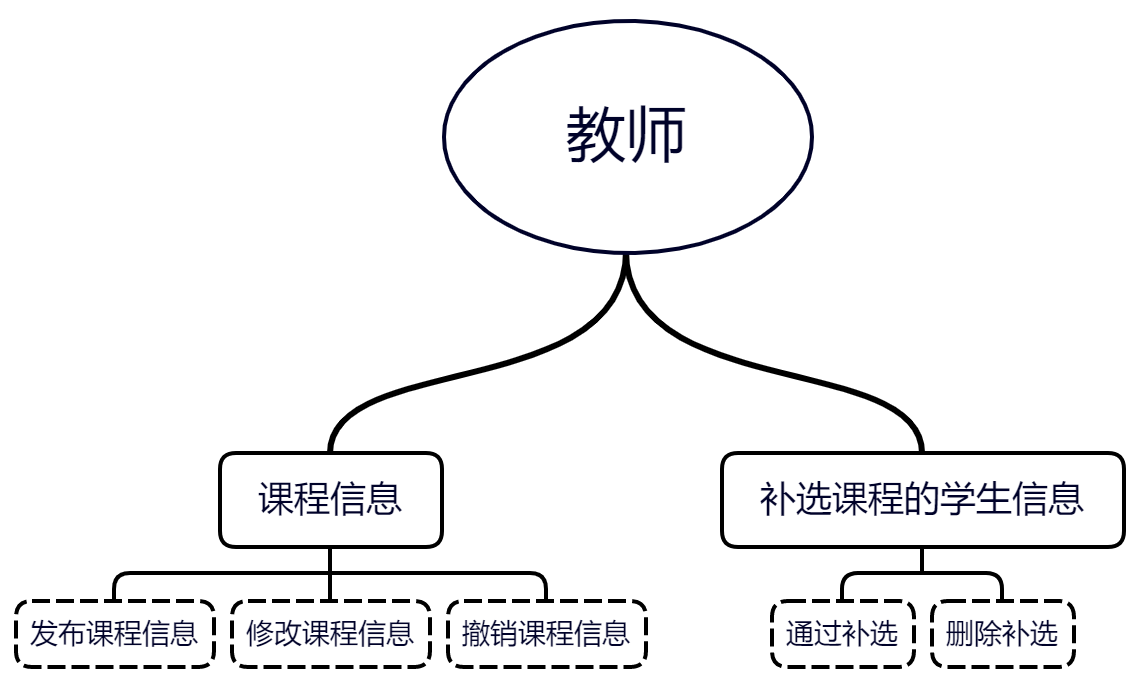 教师
课程信息
补选课程的学生信息
发布课程信息
修改课程信息
撤销课程信息
通过补选
删除补选